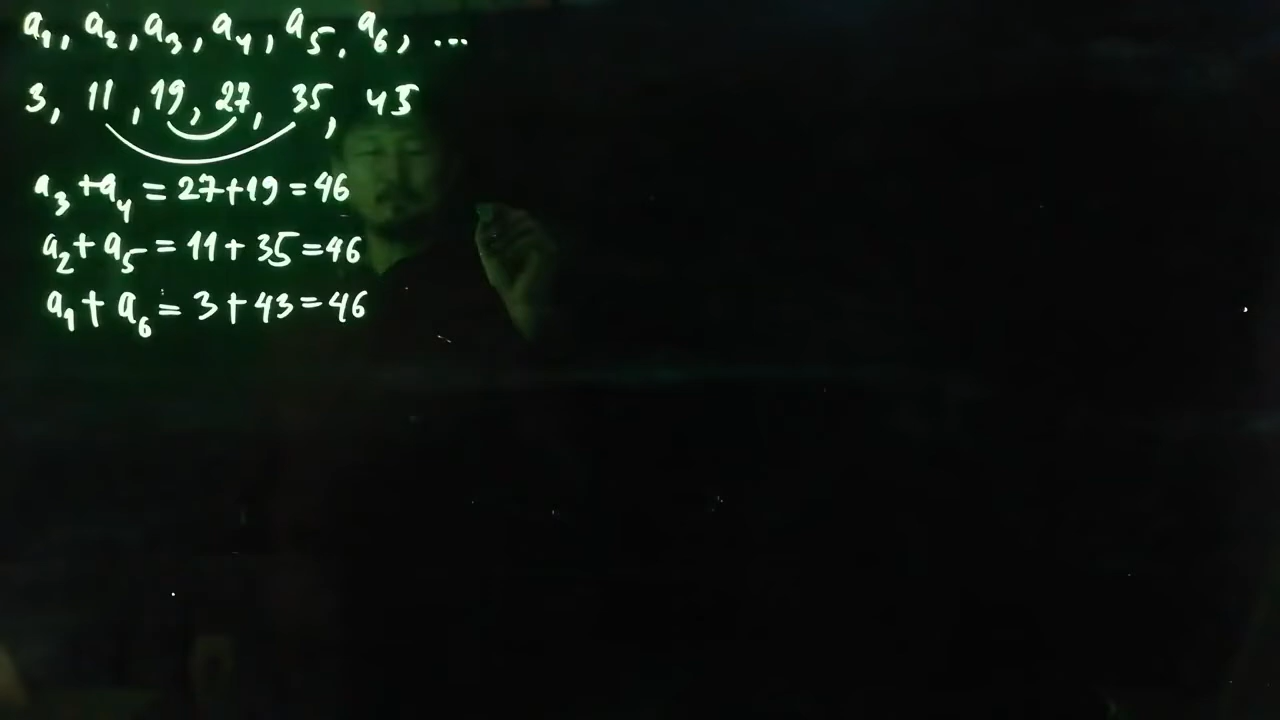 a₁, a₂, a₃, a₄, a₅, a₆, ...
3, 11, 19, 27, 35, 43
a₃ + a₄ = 27 + 19 = 46
a₂ + a₅ = 11 + 35 = 46
a₁ + a₆ = 3 + 43 = 46